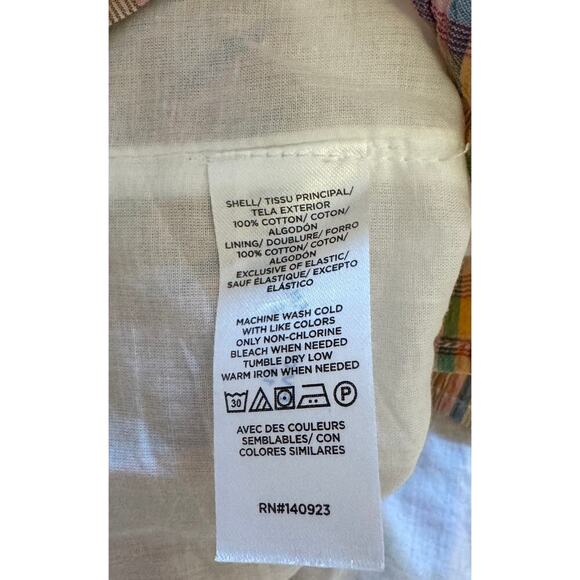 SHELL/ TISSU PRINCIPAL/
TELA EXTERIOR
100% COTTON/ COTON/
ALGODÓN
LINING/ DOUBLURE/ FORRO
100% COTTON/ COTON/
ALGODÓN
EXCLUSIVE OF ELASTIC/
SAUF ÉLASTIQUE/ EXCEPTO
ELÁSTICO
MACHINE WASH COLD
WITH LIKE COLORS
ONLY NON-CHLORINE
BLEACH WHEN NEEDED
TUMBLE DRY LOW
WARM IRON WHEN NEEDED
30 P
AVEC DES COULEURS
SEMBLABLES/ CON
COLORES SIMILARES
RN#140923